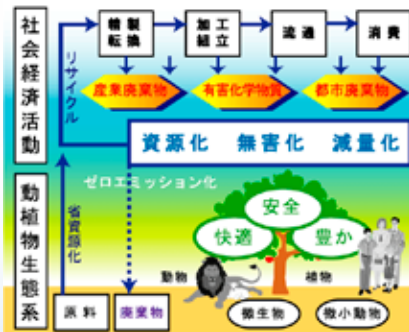 社会経済活動
リサイクル
精製
転換
加工
組立
流通
消費
産業廃棄物
有害化学物質
都市廃棄物
資源化 無害化 減量化
動植物生態系
省資源化
ゼロエミッション化
安全
快適
豊か
動物
植物
原料
廃棄物
微生物
微小動物